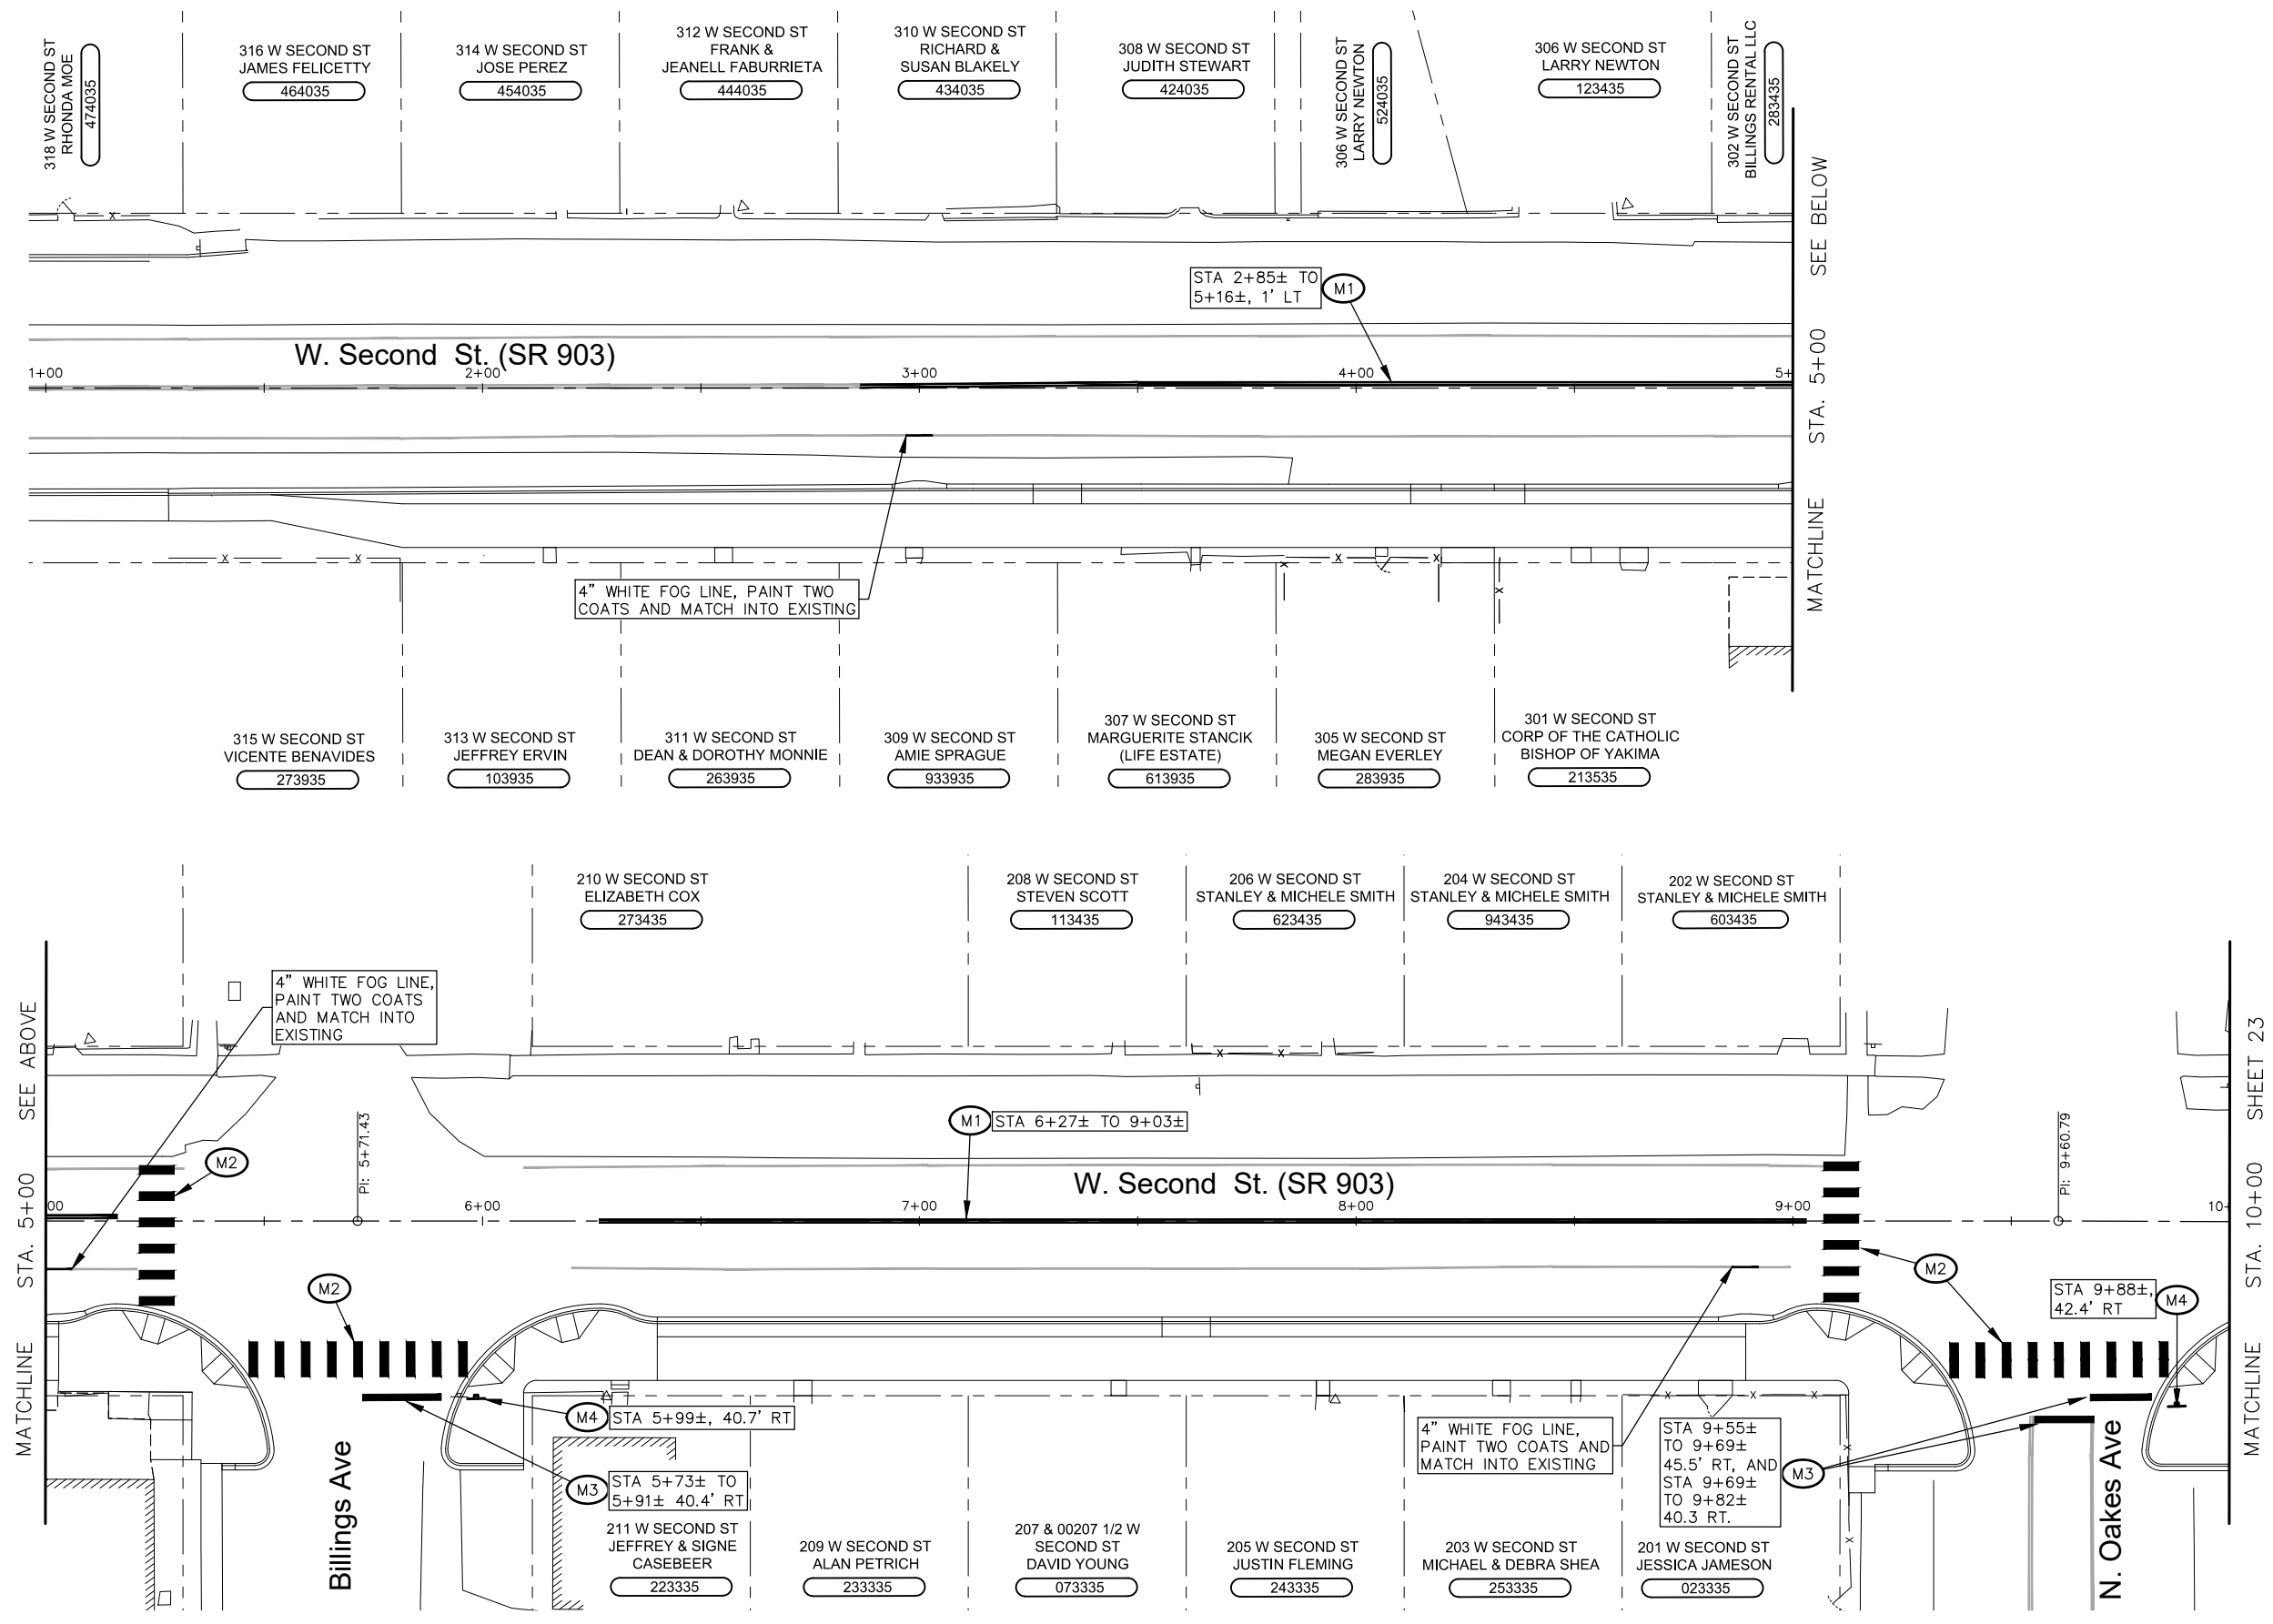 318 W SECOND ST
RHONDA MOE
474035
316 W SECOND ST
JAMES FELICETTY
464035
314 W SECOND ST
JOSE PEREZ
454035
312 W SECOND ST
FRANK &
JEANELL FABURRIETA
444035
310 W SECOND ST
RICHARD &
SUSAN BLAKELY
434035
308 W SECOND ST
JUDITH STEWART
424035
306 W SECOND ST
LARRY NEWTON
524035
306 W SECOND ST
LARRY NEWTON
123435
302 W SECOND ST
BILLINGS RENTAL LLC
283435
MATCHLINE STA. 5+00 SEE BELOW
x
STA 2+85± TO
5+16±, 1' LT
M1
W. Second St. (SR 903)
1+00
2+00
3+00
4+00
5+
x
x
x
x
x
x
4" WHITE FOG LINE, PAINT TWO
COATS AND MATCH INTO EXISTING
315 W SECOND ST
VICENTE BENAVIDES
273935
313 W SECOND ST
JEFFREY ERVIN
103935
311 W SECOND ST
DEAN & DOROTHY MONNIE
263935
309 W SECOND ST
AMIE SPRAGUE
933935
307 W SECOND ST
MARGUERITE STANCIK
(LIFE ESTATE)
613935
305 W SECOND ST
MEGAN EVERLEY
283935
301 W SECOND ST
CORP OF THE CATHOLIC
BISHOP OF YAKIMA
213535
210 W SECOND ST
ELIZABETH COX
273435
208 W SECOND ST
STEVEN SCOTT
113435
206 W SECOND ST
STANLEY & MICHELE SMITH
623435
204 W SECOND ST
STANLEY & MICHELE SMITH
943435
202 W SECOND ST
STANLEY & MICHELE SMITH
603435
MATCHLINE STA. 5+00 SEE ABOVE
4" WHITE FOG LINE,
PAINT TWO COATS
AND MATCH INTO
EXISTING
x
x
M2
PI: 5+71.43
M1
STA 6+27± TO 9+03±
W. Second St. (SR 903)
PI: 9+60.79
00
6+00
7+00
8+00
9+00
10+
M2
M2
STA 9+88±,
42.4' RT
M4
MATCHLINE STA. 10+00 SHEET 23
M4
STA 5+99±, 40.7' RT
x
x
x
x
x
M3
STA 5+73± TO
5+91± 40.4' RT
4" WHITE FOG LINE,
PAINT TWO COATS AND
MATCH INTO EXISTING
STA 9+55±
TO 9+69±
45.5' RT, AND
STA 9+69±
TO 9+82±
40.3 RT.
M3
Billings Ave
N. Oakes Ave
211 W SECOND ST
JEFFREY & SIGNE
CASEBEER
223335
209 W SECOND ST
ALAN PETRICH
233335
207 & 00207 1/2 W
SECOND ST
DAVID YOUNG
073335
205 W SECOND ST
JUSTIN FLEMING
243335
203 W SECOND ST
MICHAEL & DEBRA SHEA
253335
201 W SECOND ST
JESSICA JAMESON
023335